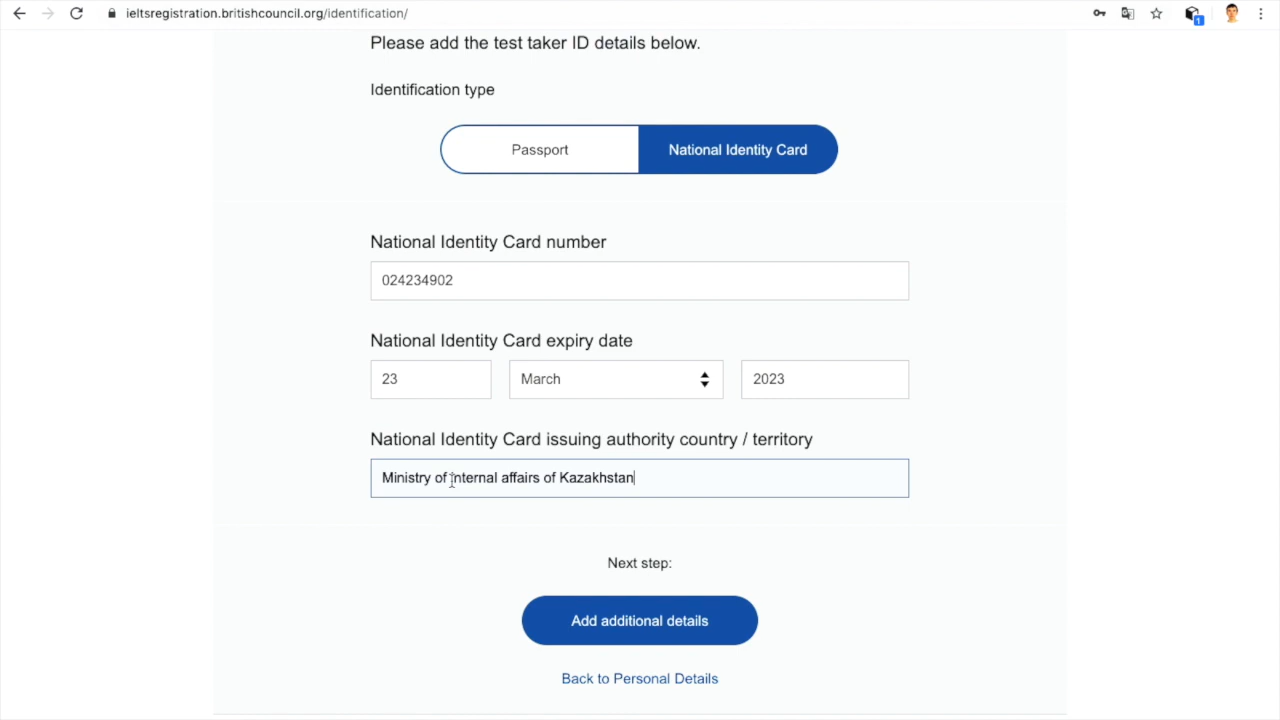 ieltsregistration.britishcouncil.org/identification/
1
Please add the test taker ID details below.
Identification type
Passport
National Identity Card
National Identity Card number
024234902
National Identity Card expiry date
23
March
2023
National Identity Card issuing authority country / territory
Ministry of internal affairs of Kazakhstan
Next step:
Add additional details
Back to Personal Details